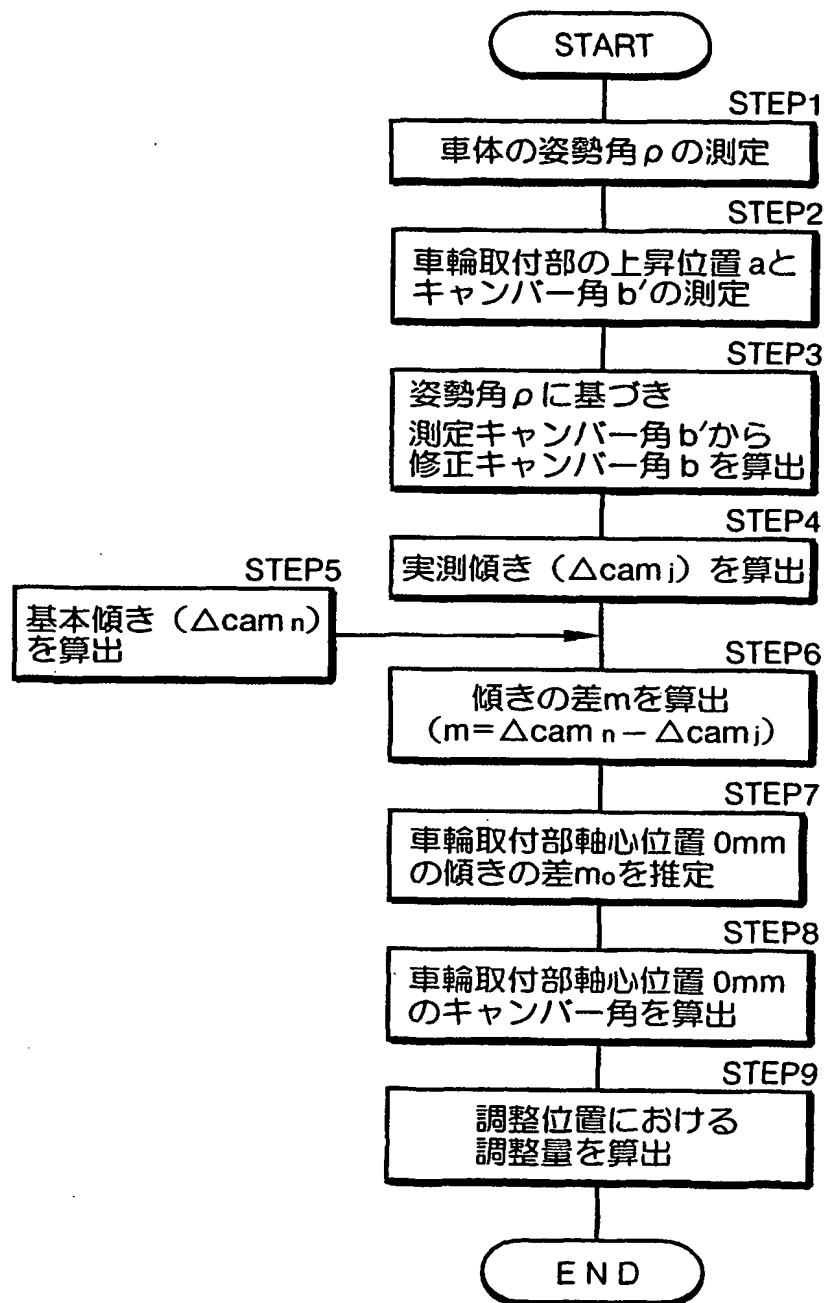 START
STEP1
車体の姿勢角ρの測定
STEP2
車輪取付部の上昇位置aと
キャンバー角b′の測定
STEP3
姿勢角ρに基づき
測定キャンバー角b′から
修正キャンバー角bを算出
STEP4
実測傾き（△camj）を算出
STEP5
基本傾き（△camn）
を算出
STEP6
傾きの差mを算出
（m=△camn−△camj）
STEP7
車輪取付部軸心位置0mm
の傾きの差m₀を推定
STEP8
車輪取付部軸心位置0mm
のキャンバー角を算出
STEP9
調整位置における
調整量を算出
END